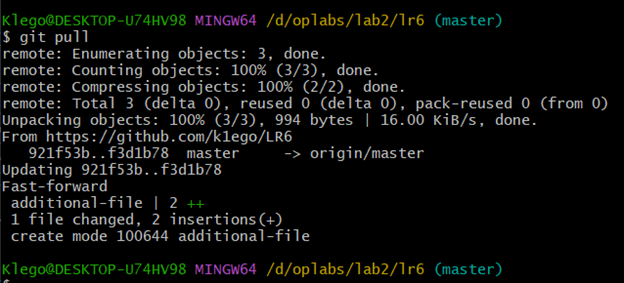 Klego@DESKTOP-U74HV98 MINGW64 /d/oplabs/lab2/lr6 (master)
$ git pull
remote: Enumerating objects: 3, done.
remote: Counting objects: 100% (3/3), done.
remote: Compressing objects: 100% (2/2), done.
remote: Total 3 (delta 0), reused 0 (delta 0), pack-reused 0 (from 0)
Unpacking objects: 100% (3/3), 994 bytes | 16.00 KiB/s, done.
From https://github.com/k1ego/LR6
   921f53b..f3d1b78  master     -> origin/master
Updating 921f53b..f3d1b78
Fast-forward
 additional-file | 2 ++
 1 file changed, 2 insertions(+)
 create mode 100644 additional-file
Klego@DESKTOP-U74HV98 MINGW64 /d/oplabs/lab2/lr6 (master)
$